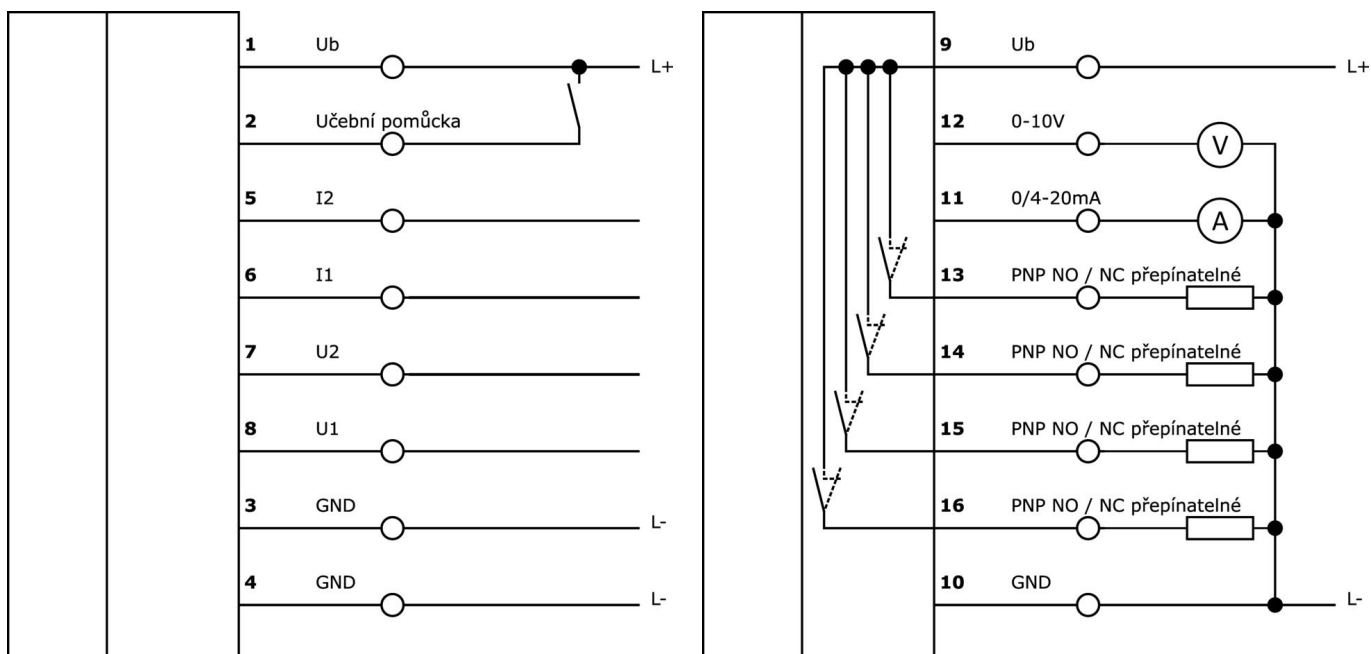 1 Ub
L+
2 Učební pomůcka
5 I2
6 I1
7 U2
8 U1
3 GND
L-
4 GND
L-
9 Ub
L+
12 0-10V
V
11 0/4-20mA
A
13 PNP NO / NC přepínatelné
14 PNP NO / NC přepínatelné
15 PNP NO / NC přepínatelné
16 PNP NO / NC přepínatelné
10 GND
L-